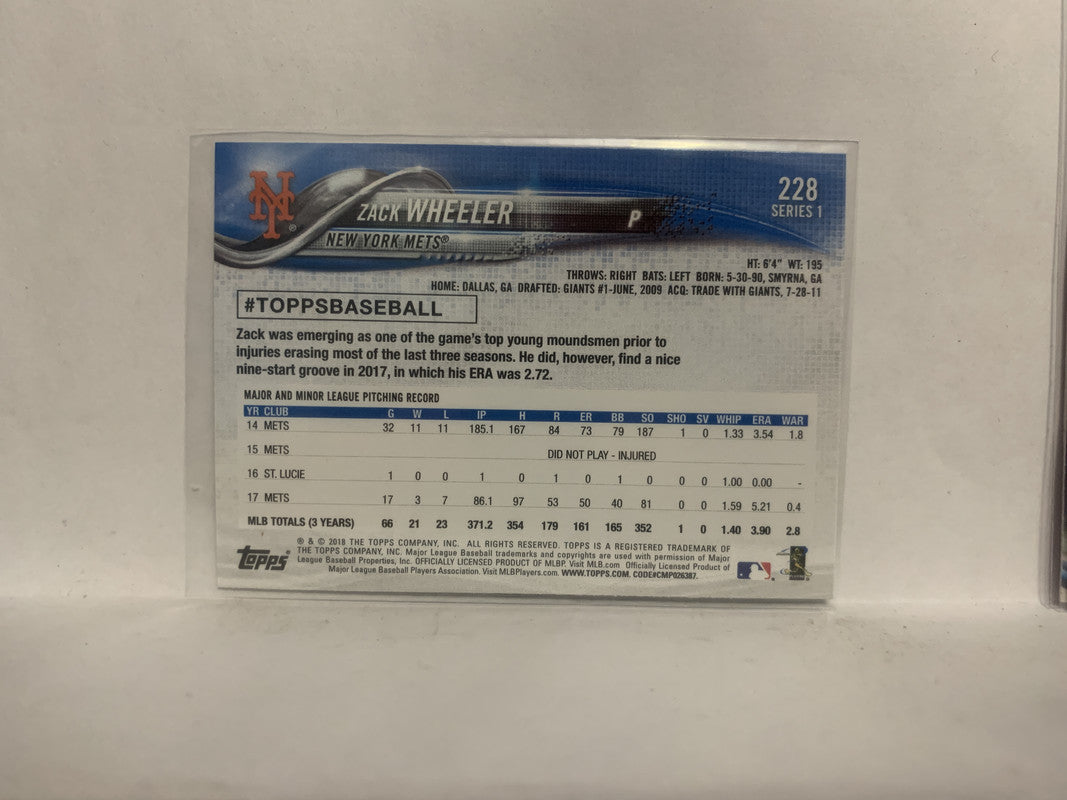 NY
ZACK WHEELER P
NEW YORK METS®
228
SERIES 1
HT: 6'4" WT: 195
THROWS: RIGHT BATS: LEFT BORN: 5-30-90, SMYRNA, GA
HOME: DALLAS, GA DRAFTED: GIANTS #1-JUNE, 2009 ACQ: TRADE WITH GIANTS, 7-28-11
#TOPPSBASEBALL
Zack was emerging as one of the game's top young moundsmen prior to
injuries erasing most of the last three seasons. He did, however, find a nice
nine-start groove in 2017, in which his ERA was 2.72.
MAJOR AND MINOR LEAGUE PITCHING RECORD
YR CLUB G W L IP H R ER BB SO SHO SV WHIP ERA WAR
14 METS 32 11 11 185.1 167 84 73 79 187 1 0 1.33 3.54 1.8
15 METS DID NOT PLAY - INJURED
16 ST. LUCIE 1 0 0 1 0 1 0 1 0 0 0 1.00 0.00 -
17 METS 17 3 7 86.1 97 53 50 40 81 0 0 1.59 5.21 0.4
MLB TOTALS (3 YEARS) 66 21 23 371.2 354 179 161 165 352 1 0 1.40 3.90 2.8
Topps®
® & © 2018 THE TOPPS COMPANY, INC. ALL RIGHTS RESERVED. TOPPS IS A REGISTERED TRADEMARK OF
THE TOPPS COMPANY, INC. Major League Baseball trademarks and copyrights are used with permission of Major
League Baseball Properties, Inc. OFFICIALLY LICENSED PRODUCT OF MLBP. Visit MLB.com Officially Licensed Product of
Major League Baseball Players Association. Visit MLBPlayers.com. WWW.TOPPS.COM. CODE#CMP026387.